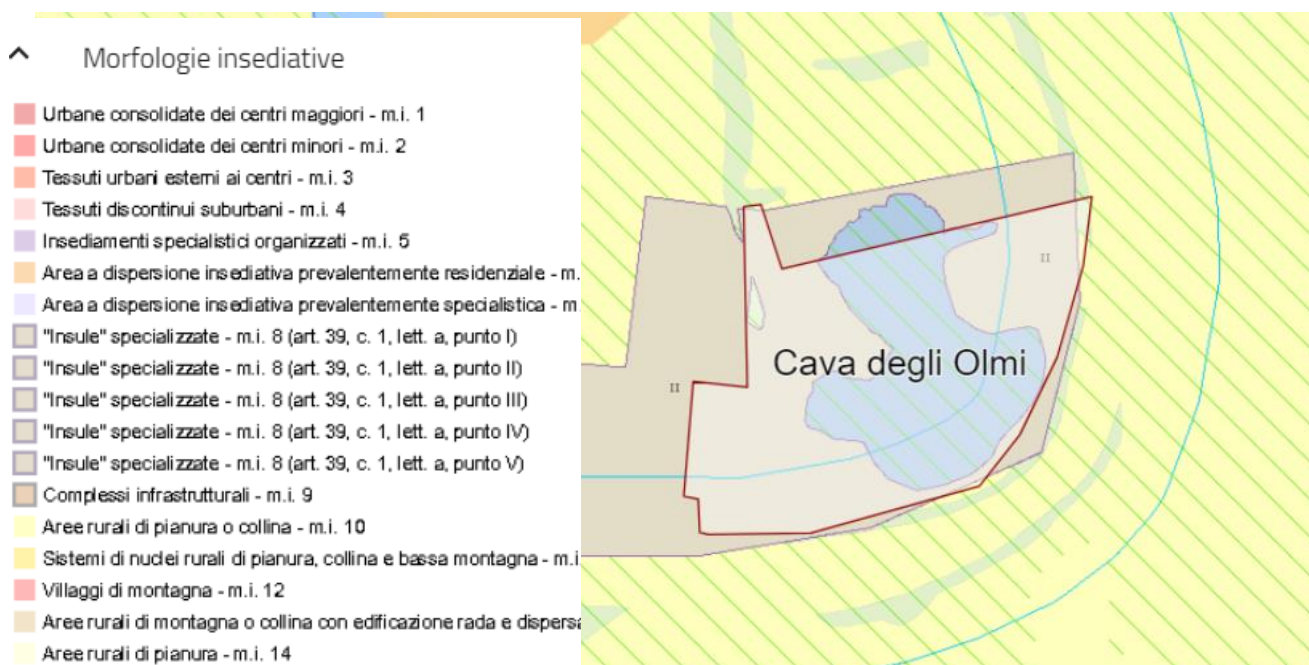 Morfologie insediative
Urbane consolidate dei centri maggiori - m.i. 1
Urbane consolidate dei centri minori - m.i. 2
Tessuti urbani esterni ai centri - m.i. 3
Tessuti discontinui suburbani - m.i. 4
Insediamenti specialistici organizzati - m.i. 5
Area a dispersione insediativa prevalentemente residenziale - m.
Area a dispersione insediativa prevalentemente specialistica - m
"Insule" specializzate - m.i. 8 (art. 39, c. 1, lett. a, punto I)
"Insule" specializzate - m.i. 8 (art. 39, c. 1, lett. a, punto II)
"Insule" specializzate - m.i. 8 (art. 39, c. 1, lett. a, punto III)
"Insule" specializzate - m.i. 8 (art. 39, c. 1, lett. a, punto IV)
"Insule" specializzate - m.i. 8 (art. 39, c. 1, lett. a, punto V)
Complessi infrastrutturali - m.i. 9
Aree rurali di pianura o collina - m.i. 10
Sistemi di nuclei rurali di pianura, collina e bassa montagna - m.i
Villaggi di montagna - m.i. 12
Aree rurali di montagna o collina con edificazione rada e dispersa
Aree rurali di pianura - m.i. 14
II
Cava degli Olmi
II